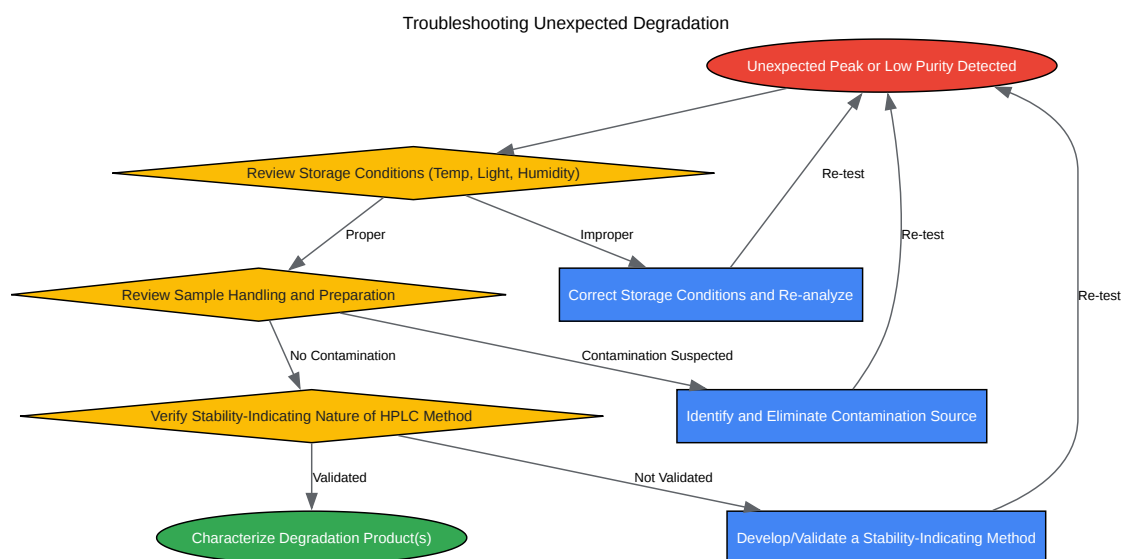 Troubleshooting Unexpected Degradation
Unexpected Peak or Low Purity Detected
Review Storage Conditions (Temp, Light, Humidity)
Re-test
Proper
Improper
Re-test
Review Sample Handling and Preparation
Correct Storage Conditions and Re-analyze
Re-test
No Contamination
Contamination Suspected
Verify Stability-Indicating Nature of HPLC Method
Identify and Eliminate Contamination Source
Validated
Not Validated
Characterize Degradation Product(s)
Develop/Validate a Stability-Indicating Method